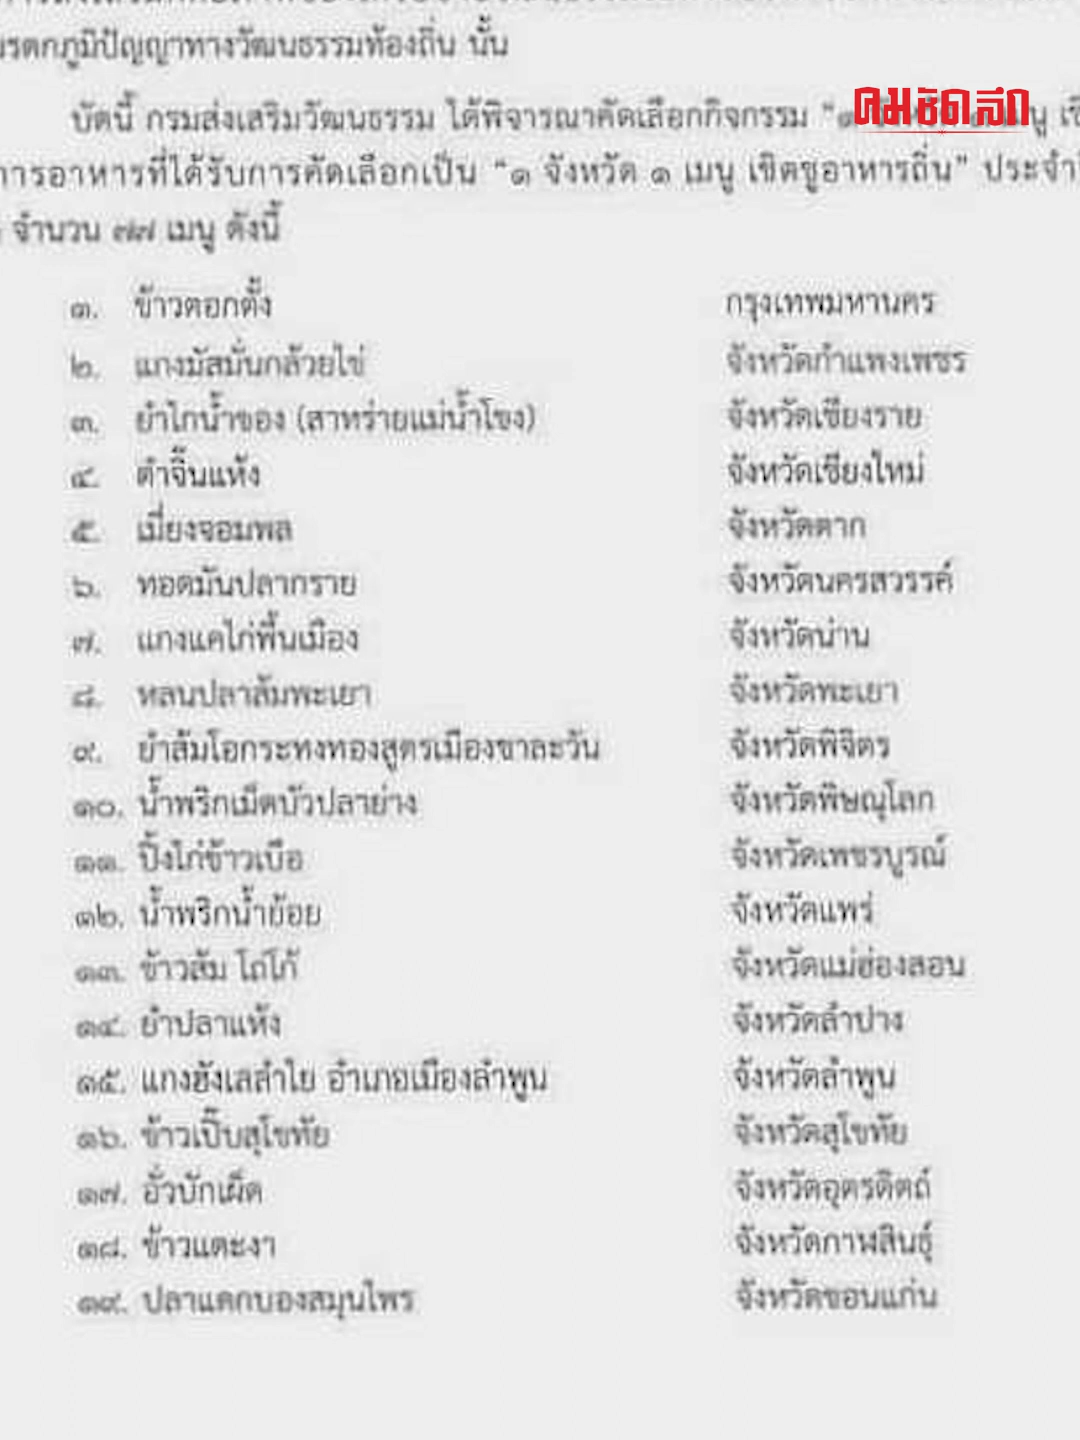 มรดกภูมิปัญญาทางวัฒนธรรมท้องถิ่น นั้น
คมชัดลึก
บัดนี้ กรมส่งเสริมวัฒนธรรม ได้พิจารณาคัดเลือกกิจกรรม “๑ จังหวัด ๑ เมนู
การอาหารที่ได้รับการคัดเลือกเป็น “๑ จังหวัด ๑ เมนู เชิดชูอาหารถิ่น” ประจำ
จำนวน ๗๗ เมนู ดังนี้
๑. ข้าวตอกตั้ง กรุงเทพมหานคร
๒. แกงมัสมั่นกล้วยไข่ จังหวัดกำแพงเพชร
๓. ยำไกน้ำของ (สาหร่ายแม่น้ำโขง) จังหวัดเชียงราย
๔. ตำจิ๊นแห้ง จังหวัดเชียงใหม่
๕. เมี่ยงจอมพล จังหวัดตาก
๖. ทอดมันปลากราย จังหวัดนครสวรรค์
๗. แกงแคไก่พื้นเมือง จังหวัดน่าน
๘. หลนปลาส้มพะเยา จังหวัดพะเยา
๙. ยำส้มโอกระทงทองสูตรเมืองชาละวัน จังหวัดพิจิตร
๑๐. น้ำพริกเม็ดบัวปลาย่าง จังหวัดพิษณุโลก
๑๑. ปิ้งไก่ข้าวเบือ จังหวัดเพชรบูรณ์
๑๒. น้ำพริกน้ำย้อย จังหวัดแพร่
๑๓. ข้าวส้ม โถโก้ จังหวัดแม่ฮ่องสอน
๑๔. ยำปลาแห้ง จังหวัดลำปาง
๑๕. แกงฮังเลลำไย อำเภอเมืองลำพูน จังหวัดลำพูน
๑๖. ข้าวเปิ๊บสุโขทัย จังหวัดสุโขทัย
๑๗. อั่วบักเผ็ด จังหวัดอุตรดิตถ์
๑๘. ข้าวแดะงา จังหวัดกาฬสินธุ์
๑๙. ปลาแดกบองสมุนไพร จังหวัดขอนแก่น